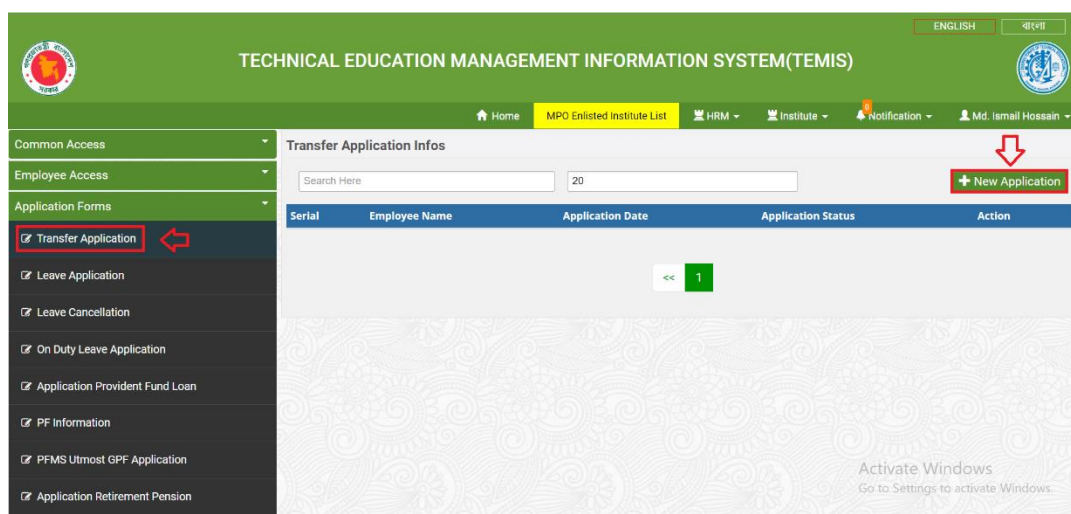 ENGLISH বাংলা
TECHNICAL EDUCATION MANAGEMENT INFORMATION SYSTEM(TEMIS)
Home MPO Enlisted Institute List HRM Institute 0 Notification Md. Ismail Hossain
Common Access
Employee Access
Application Forms
Transfer Application
Leave Application
Leave Cancellation
On Duty Leave Application
Application Provident Fund Loan
PF Information
PFMS Utmost GPF Application
Application Retirement Pension
Transfer Application Infos
Search Here 20 New Application
Serial Employee Name Application Date Application Status Action
<< 1
Activate Windows
Go to Settings to activate Windows.